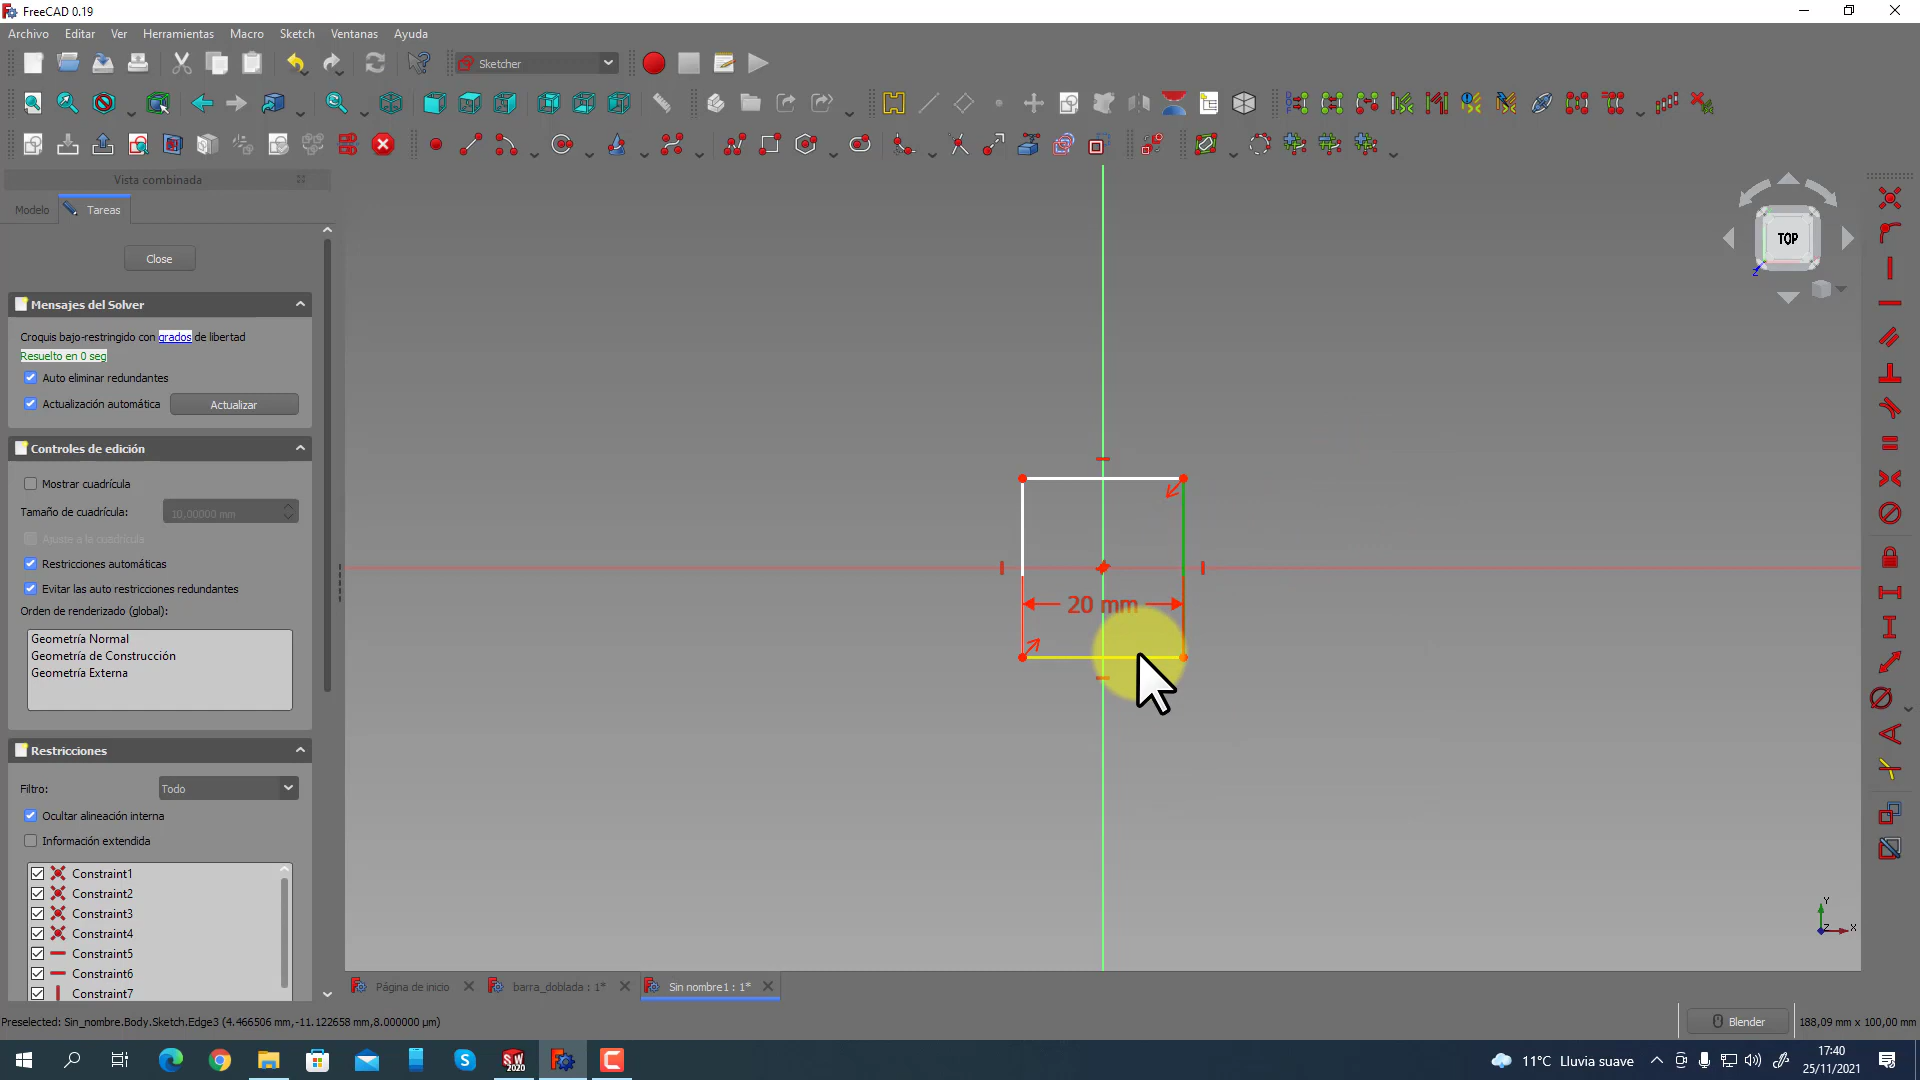 FreeCAD 0.19
Archivo Editar Ver Herramientas Macro Sketch Ventanas Ayuda
Sketcher
Vista combinada
Modelo Tareas
Close
Mensajes del Solver
Croquis bajo-restringido con grados de libertad
Resuelto en 0 seg
Auto eliminar redundantes
Actualización automática Actualizar
Controles de edición
Mostrar cuadrícula
Tamaño de cuadrícula: 10,00000 mm
Ajuste a la cuadrícula
Restricciones automáticas
Evitar las auto restricciones redundantes
Orden de renderizado (global):
Geometría Normal
Geometría de Construcción
Geometría Externa
Restricciones
Filtro: Todo
Ocultar alineación interna
Información extendida
Constraint1
Constraint2
Constraint3
Constraint4
Constraint5
Constraint6
Constraint7
20 mm
TOP
Z
Y
Z
X
Página de inicio barra_doblada : 1* Sin nombre1 : 1*
Preselected: Sin_nombre.Body.Sketch.Edge3 (4.466506 mm,-11.122658 mm,8.000000 µm)
Blender 188,09 mm x 100,00 mm
SW 2020
11°C Lluvia suave
17:40
25/11/2021